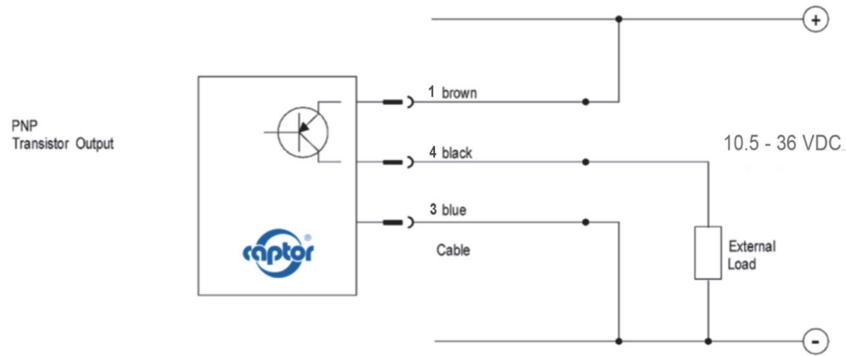 +
1 brown
PNP
Transistor Output
4 black
10.5 - 36 VDC
3 blue
captor®
Cable
External
Load
-